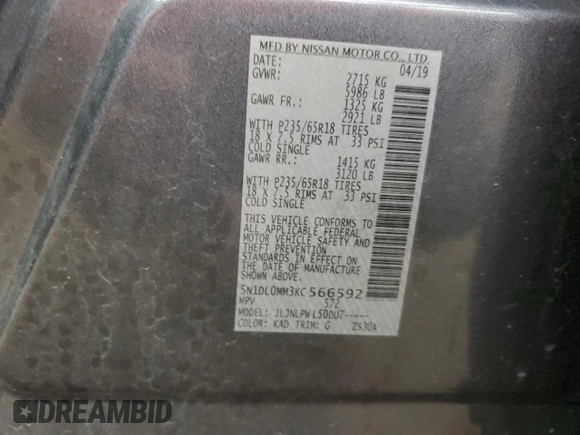 MFD BY NISSAN MOTOR CO., LTD.
DATE: 04/19
GVWR: 2715 KG
5986 LB
GAWR FR.: 1325 KG
2921 LB
WITH P235/65R18 TIRES
18 X 7.5 RIMS AT 33 PSI
COLD SINGLE
GAWR RR.: 1415 KG
3120 LB
WITH P235/65R18 TIRES
18 X 7.5 RIMS AT 33 PSI
COLD SINGLE
THIS VEHICLE CONFORMS TO
ALL APPLICABLE FEDERAL
MOTOR VEHICLE SAFETY AND
THEFT PREVENTION
STANDARDS IN EFFECT ON
SHOWN ABOVE.
5N1DL0MM3KC566592
MPV 572
MODEL: JLJNLPWL50DU7-----
COLOR: KAD TRIM: G ZS30A
DREAMBID